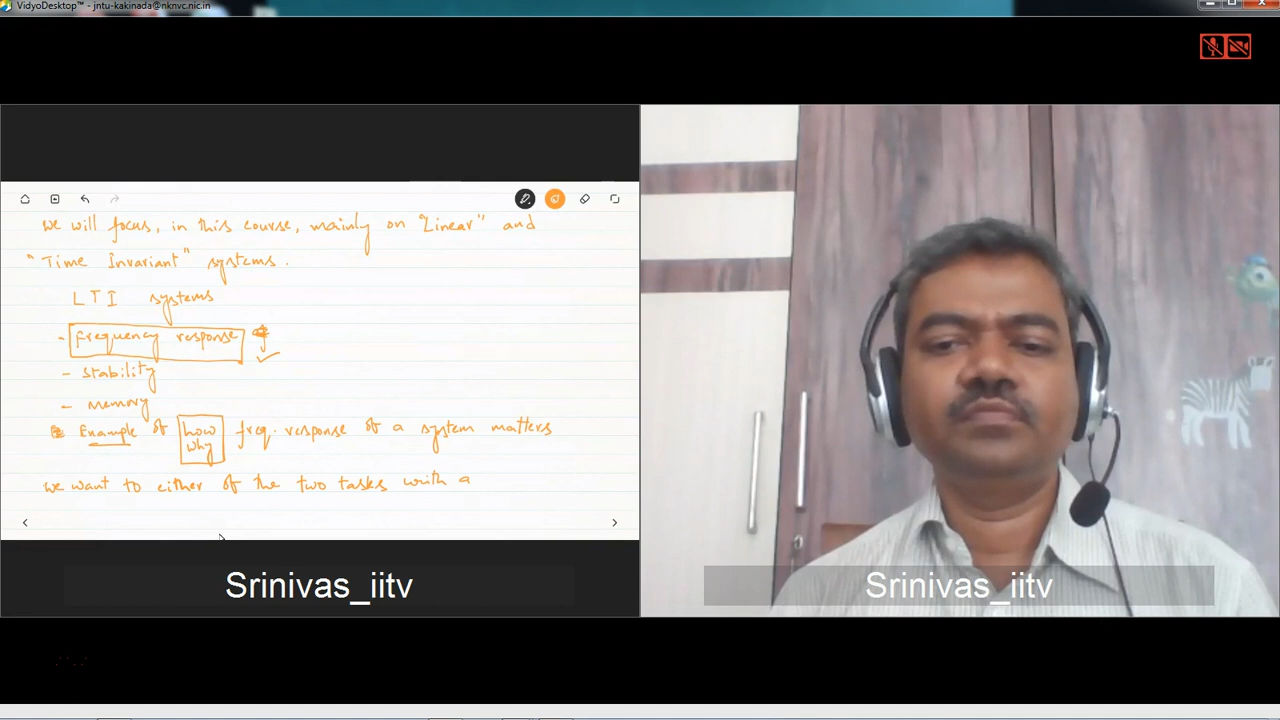 VidyoDesktop™ - jntu-kakinada@nknvc.nic.in
we will focus, in this course, mainly on "Linear" and
"Time Invariant" systems.
LTI systems
- frequency response
- stability
- memory
Example of how freq. response of a system matters
why
we want to either of the two tasks with a
Srinivas_iitv
Srinivas_iitv